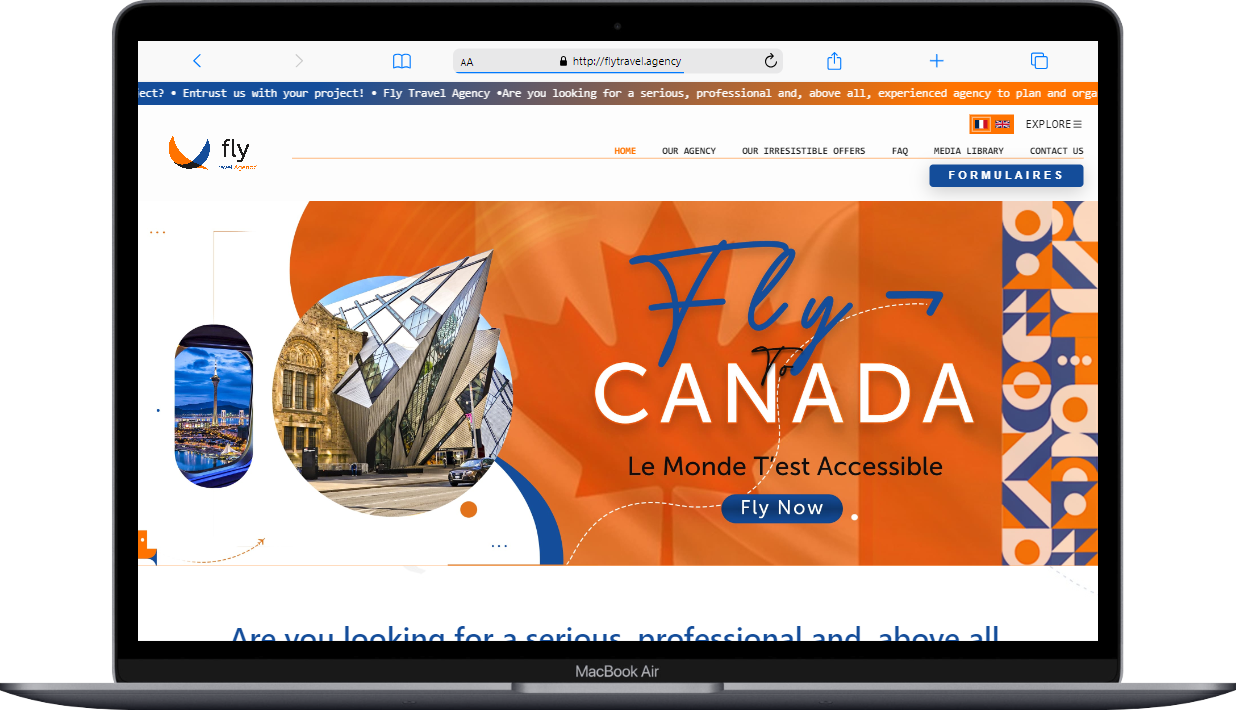 AA
http://flytravel.agency
ect? • Entrust us with your project! • Fly Travel Agency •Are you looking for a serious, professional and, above all, experienced agency to plan and orga
EXPLORE
fly
Travel Agency
HOME OUR AGENCY OUR IRRESISTIBLE OFFERS FAQ MEDIA LIBRARY CONTACT US
FORMULAIRES
Fly
To
CANADA
Le Monde T'est Accessible
Fly Now
Are you looking for a serious, professional and, above all,
MacBook Air